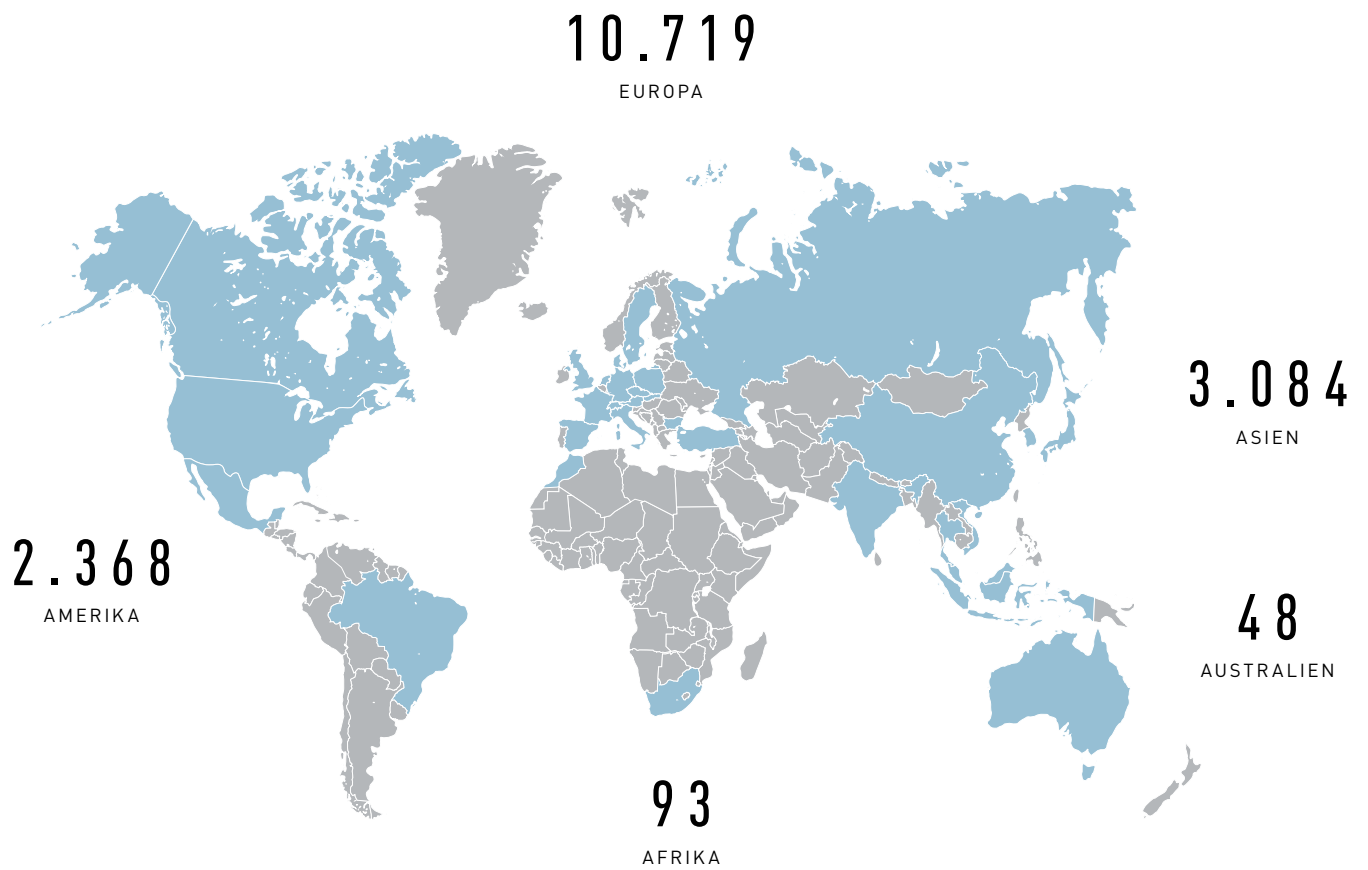 10.719
EUROPA
3.084
ASIEN
2.368
AMERIKA
48
AUSTRALIEN
93
AFRIKA